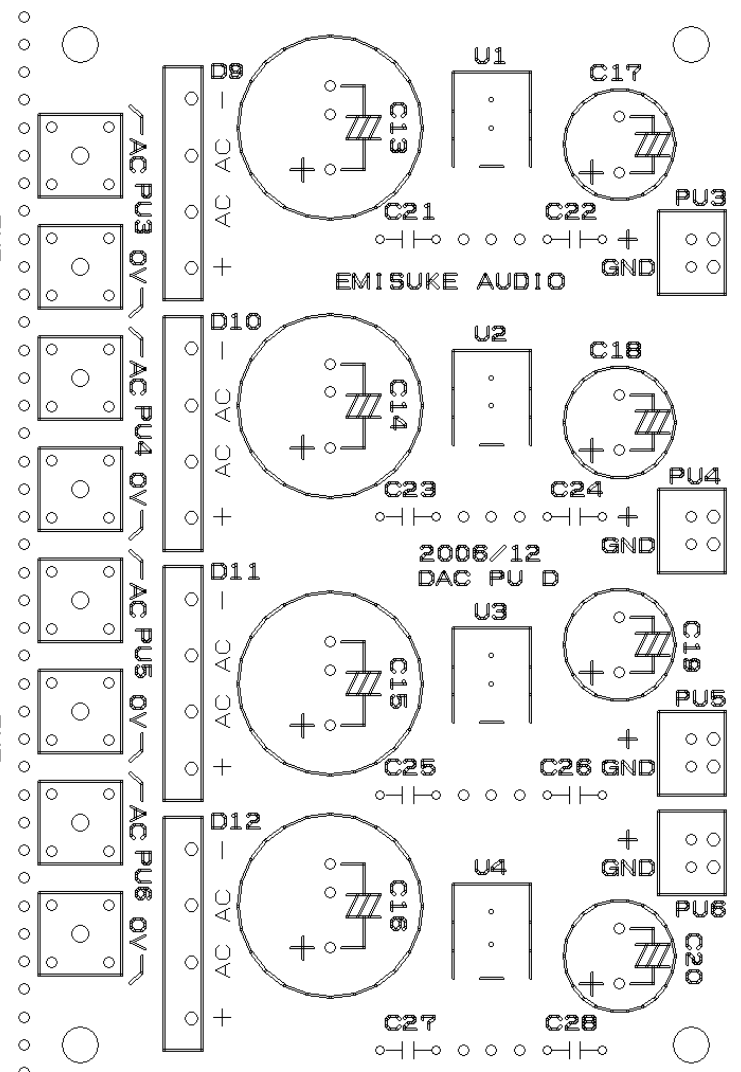 U1
D9
C17
C13
−
AC
AC
+
+
+
/‾ AC PU3 0V ‾\
C21
C22
PU3
+
GND
EMISUKE AUDIO
D10
U2
C18
C14
−
AC
AC
+
+
+
/‾ AC PU4 0V ‾\
C23
C24
PU4
+
GND
2006/12
DAC PU D
D11
U3
C19
C15
−
AC
AC
+
+
+
/‾ AC PU5 0V ‾\
PU5
+
C25
C26
GND
D12
+
GND
U4
PU6
C16
C20
−
AC
AC
+
+
+
/‾ AC PU6 0V ‾\
C27
C28